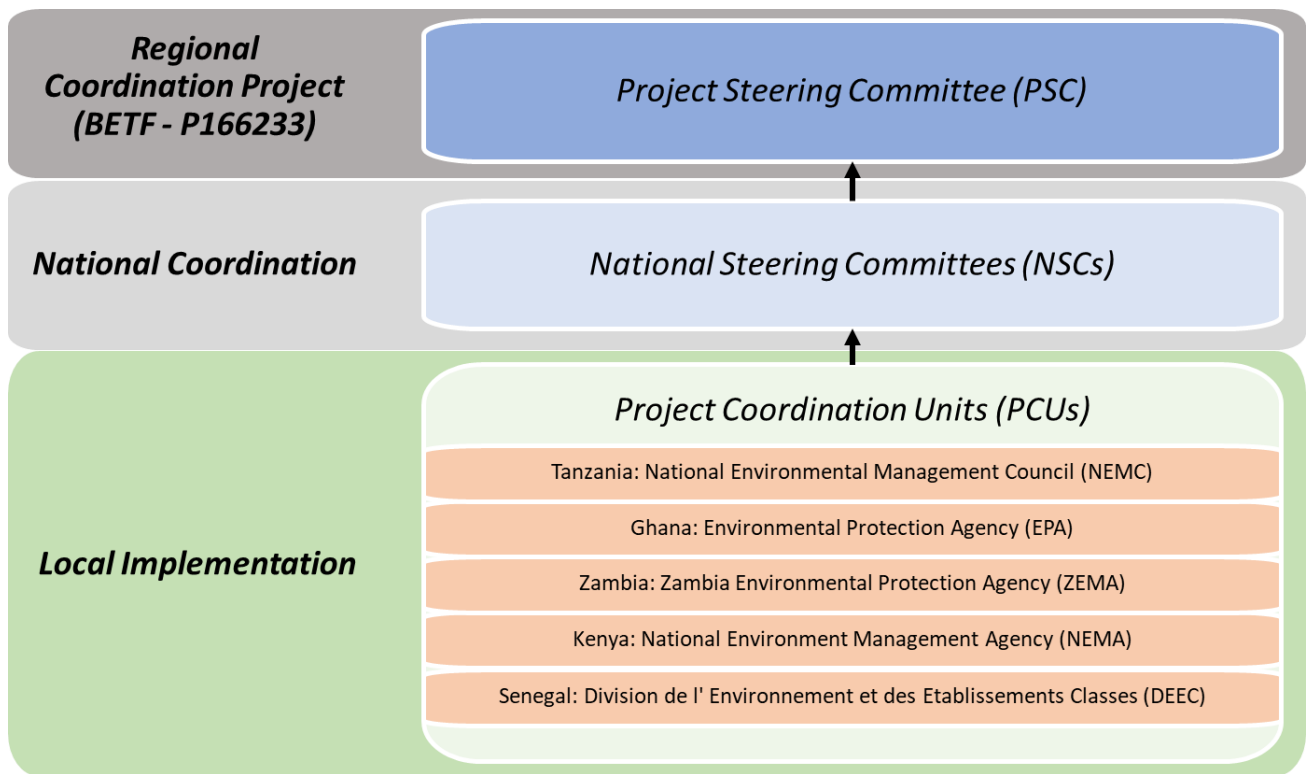 Regional
Coordination Project
(BETF - P166233)
Project Steering Committee (PSC)
National Coordination
National Steering Committees (NSCs)
Local Implementation
Project Coordination Units (PCUs)
Tanzania: National Environmental Management Council (NEMC)
Ghana: Environmental Protection Agency (EPA)
Zambia: Zambia Environmental Protection Agency (ZEMA)
Kenya: National Environment Management Agency (NEMA)
Senegal: Division de l' Environnement et des Etablissements Classes (DEEC)